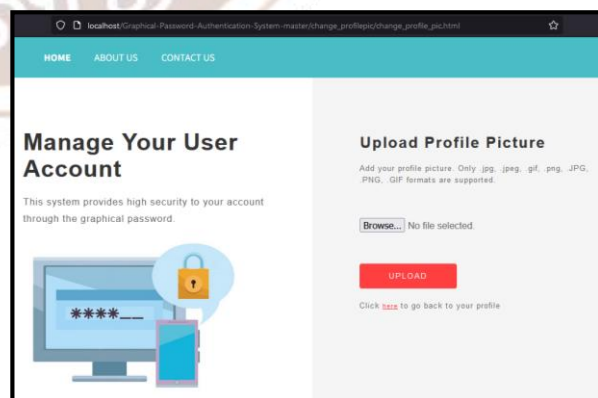 localhost/Graphical-Password-Authentication-System-master/change_profilepic/change_profile_pic.html
HOME ABOUT US CONTACT US
Manage Your User
Account
This system provides high security to your account
through the graphical password.
****__
Upload Profile Picture
Add your profile picture. Only .jpg, .jpeg, .gif, .png, .JPG,
.PNG, .GIF formats are supported.
Browse... No file selected.
UPLOAD
Click here to go back to your profile